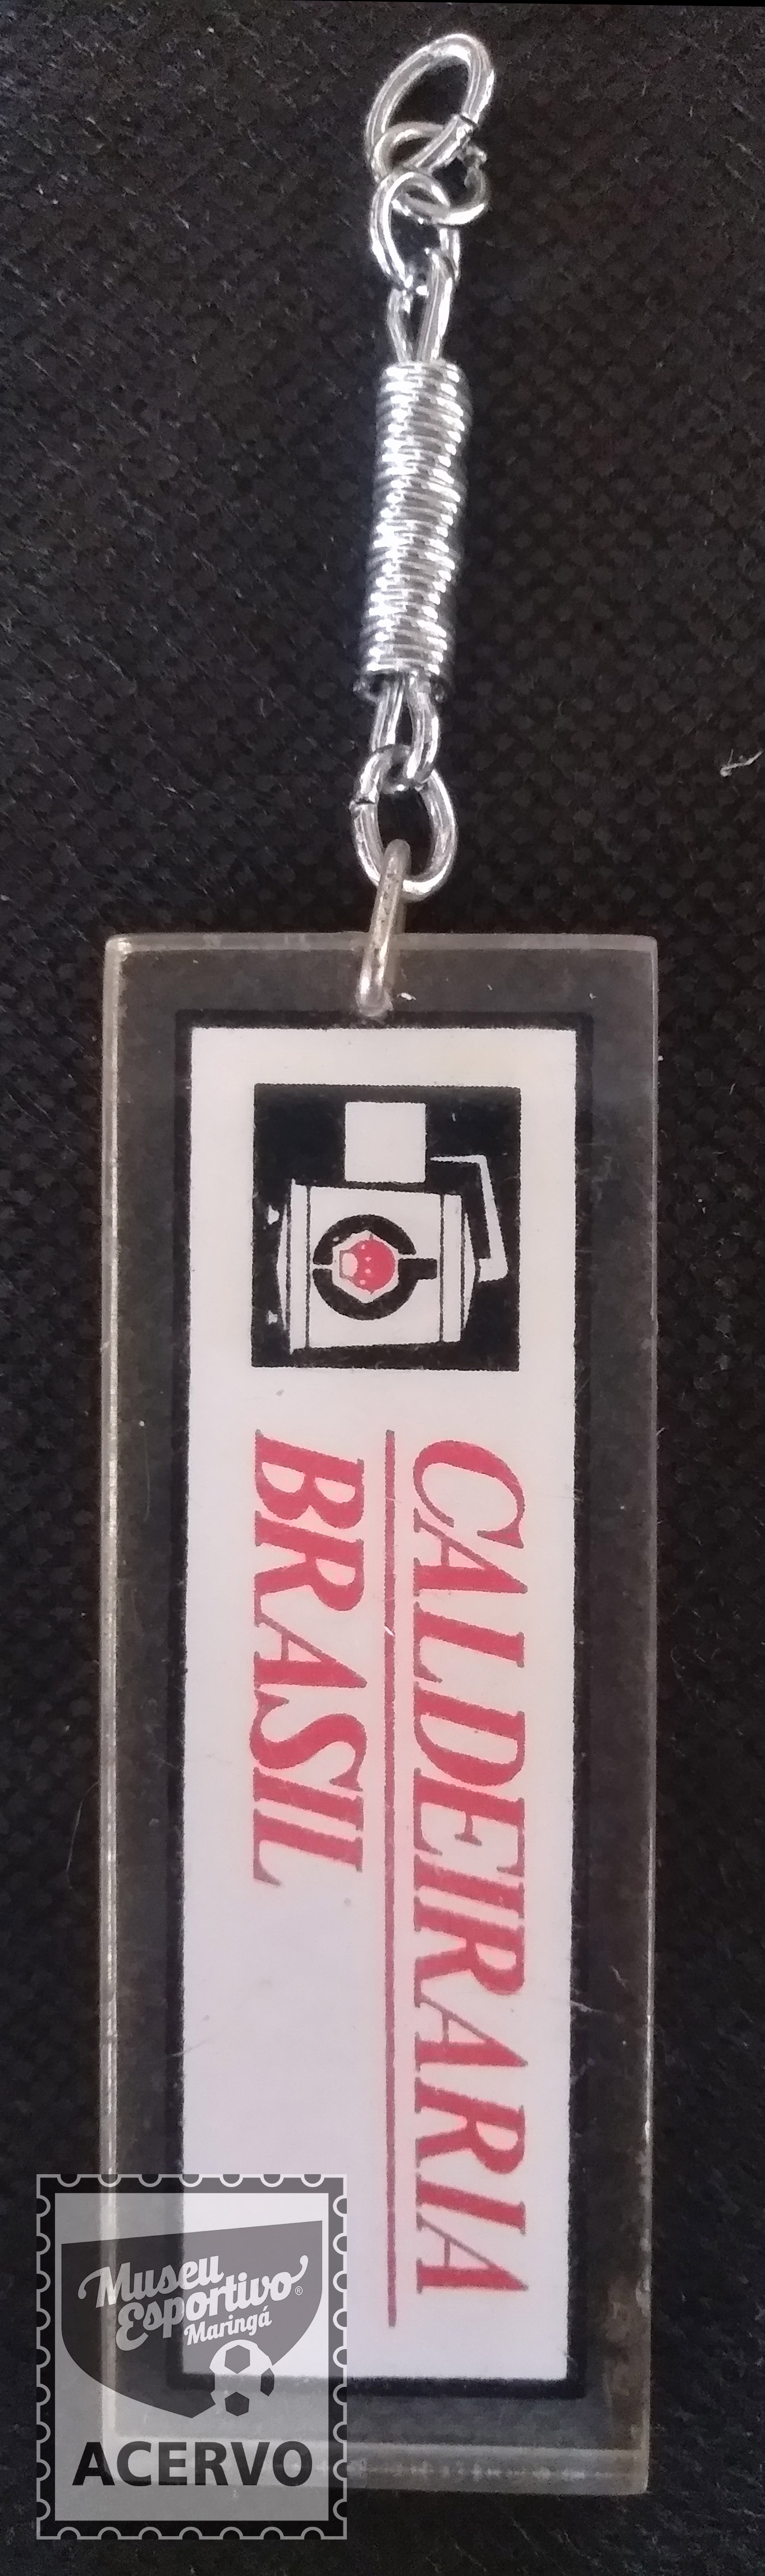 CALDEIRARIA
BRASIL
Museu
Esportivo®
Maringá
ACERVO